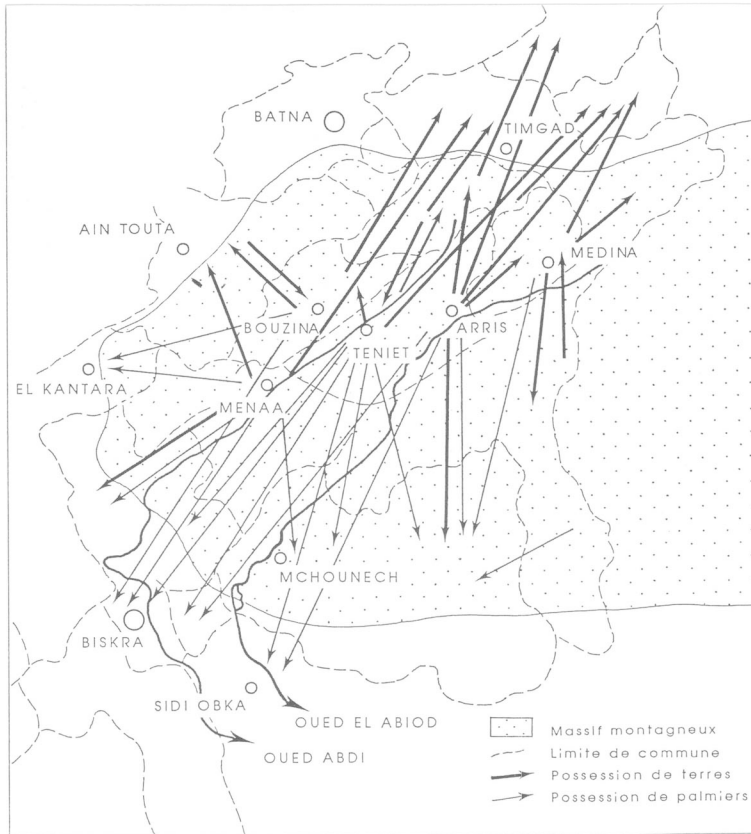 BATNA
TIMGAD
AIN TOUTA
MEDINA
BOUZINA
ARRIS
TENIET
EL KANTARA
MENAA
MCHOUNECH
BISKRA
SIDI OBKA
OUED EL ABIOD
OUED ABDI
Massif montagneux
Limite de commune
Possession de terres
Possession de palmiers